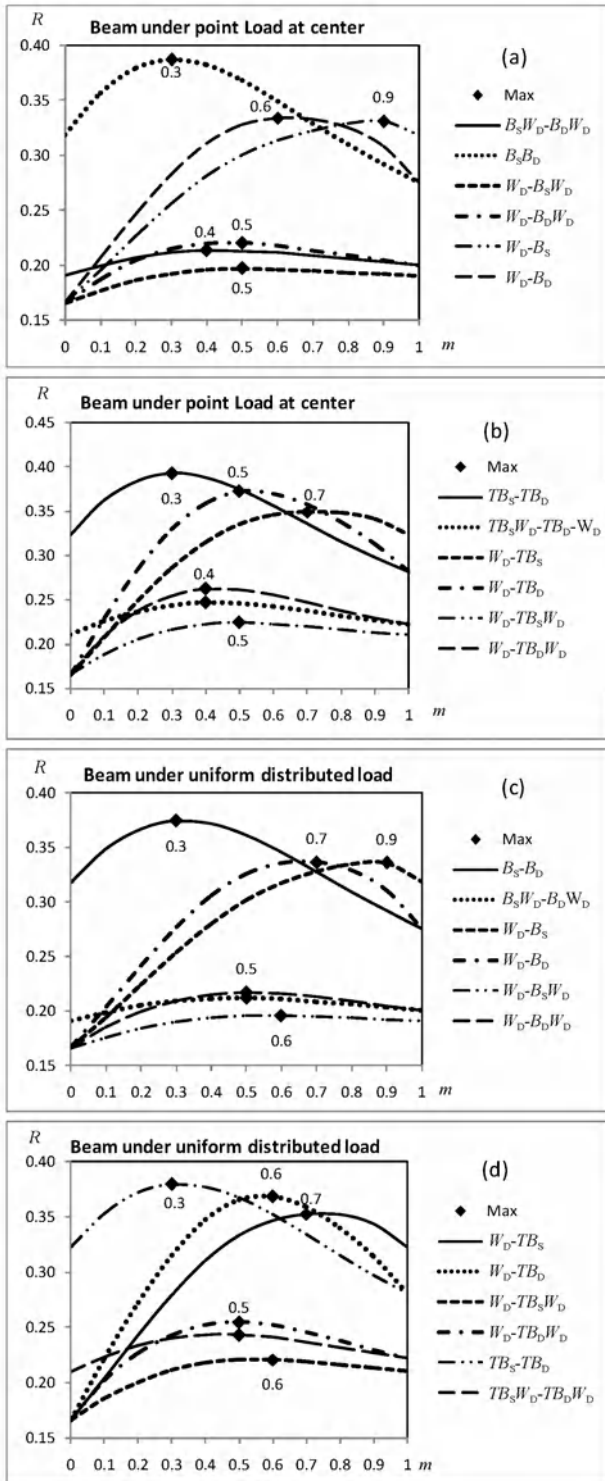 Beam under point Load at center
R
(a)
0.40
0.35
0.30
0.25
0.20
0.15
0.3
0.6
0.9
0.4
0.5
0.5
0 0.1 0.2 0.3 0.4 0.5 0.6 0.7 0.8 0.9 1 m
Max
BSWD-BDWD
BSBD
WD-BSWD
WD-BDWD
WD-BS
WD-BD
Beam under point Load at center
R
(b)
0.45
0.40
0.35
0.30
0.25
0.20
0.15
0.3
0.5
0.7
0.4
0.5
0 0.1 0.2 0.3 0.4 0.5 0.6 0.7 0.8 0.9 1 m
Max
TBS-TBD
TBSWD-TBD-WD
WD-TBS
WD-TBD
WD-TBSWD
WD-TBDWD
Beam under uniform distributed load
R
(c)
0.40
0.35
0.30
0.25
0.20
0.15
0.3
0.7
0.9
0.5
0.6
0 0.1 0.2 0.3 0.4 0.5 0.6 0.7 0.8 0.9 1 m
Max
BS-BD
BSWD-BDWD
WD-BS
WD-BD
WD-BSWD
WD-BDWD
Beam under uniform distributed load
R
(d)
0.40
0.35
0.30
0.25
0.20
0.15
0.3
0.6
0.7
0.5
0.6
0 0.1 0.2 0.3 0.4 0.5 0.6 0.7 0.8 0.9 1 m
Max
WD-TBS
WD-TBD
WD-TBSWD
WD-TBDWD
TBS-TBD
TBSWD-TBDWD